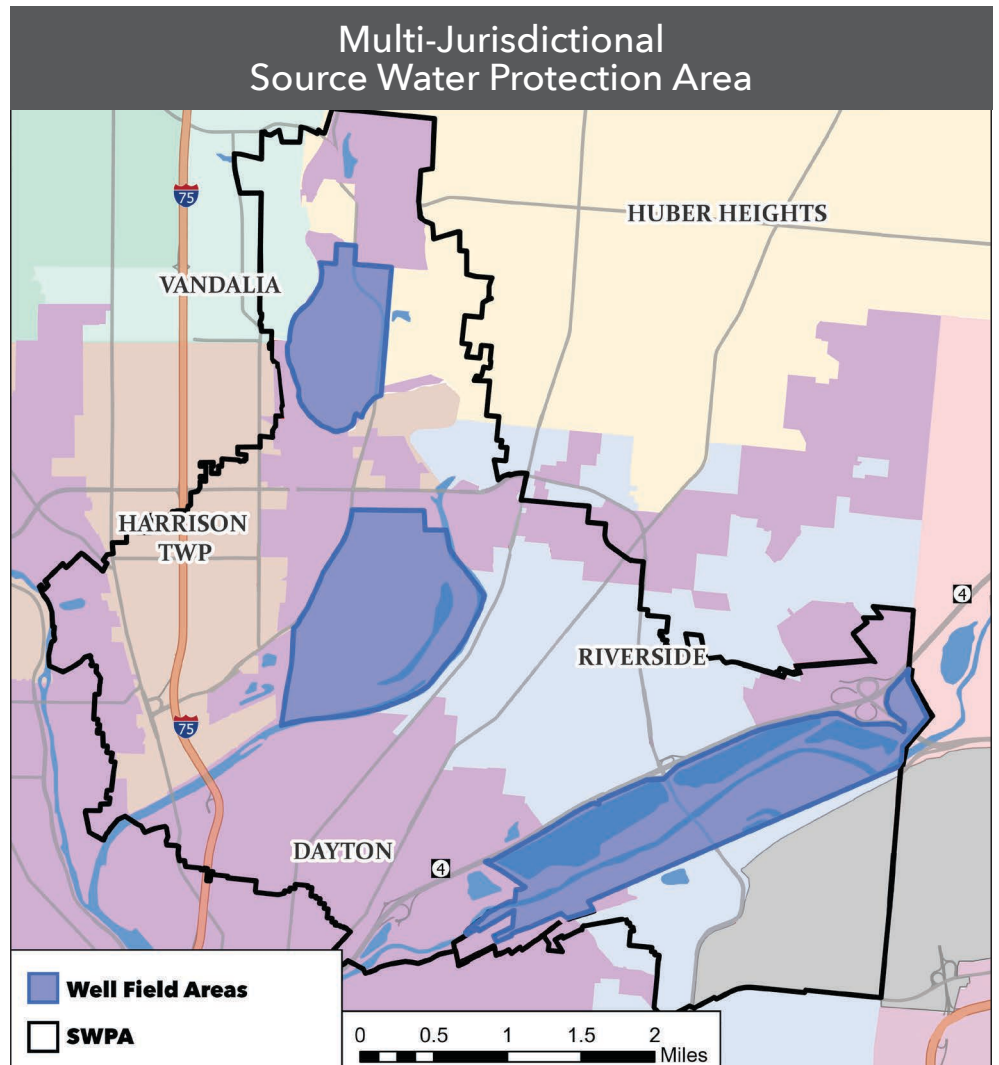 Multi-Jurisdictional
Source Water Protection Area
75
HUBER HEIGHTS
VANDALIA
HARRISON
TWP
4
RIVERSIDE
75
DAYTON
4
Well Field Areas
SWPA
0 0.5 1 1.5 2
Miles